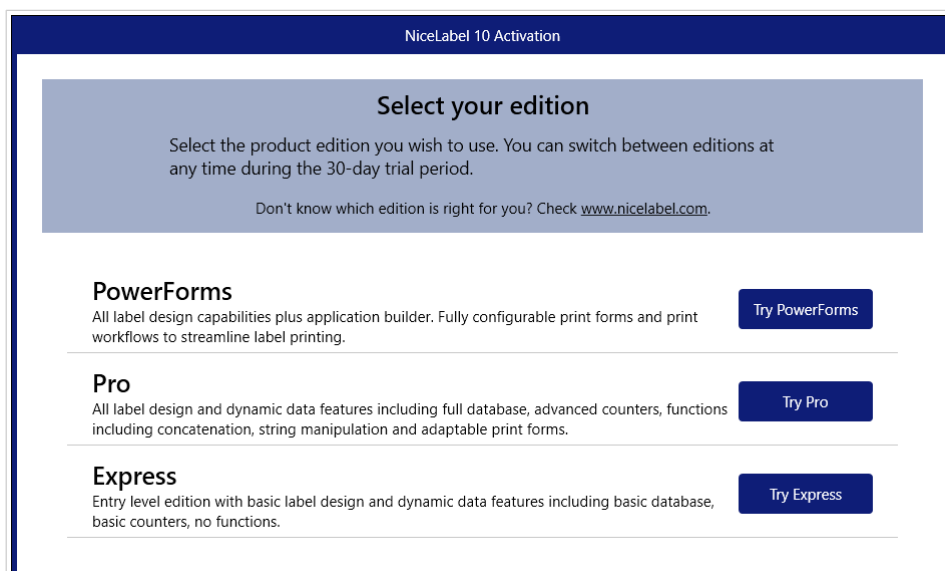 NiceLabel 10 Activation
Select your edition
Select the product edition you wish to use. You can switch between editions at
any time during the 30-day trial period.
Don't know which edition is right for you? Check www.nicelabel.com.
PowerForms
All label design capabilities plus application builder. Fully configurable print forms and print
workflows to streamline label printing.
Try PowerForms
Pro
All label design and dynamic data features including full database, advanced counters, functions
including concatenation, string manipulation and adaptable print forms.
Try Pro
Express
Entry level edition with basic label design and dynamic data features including basic database,
basic counters, no functions.
Try Express